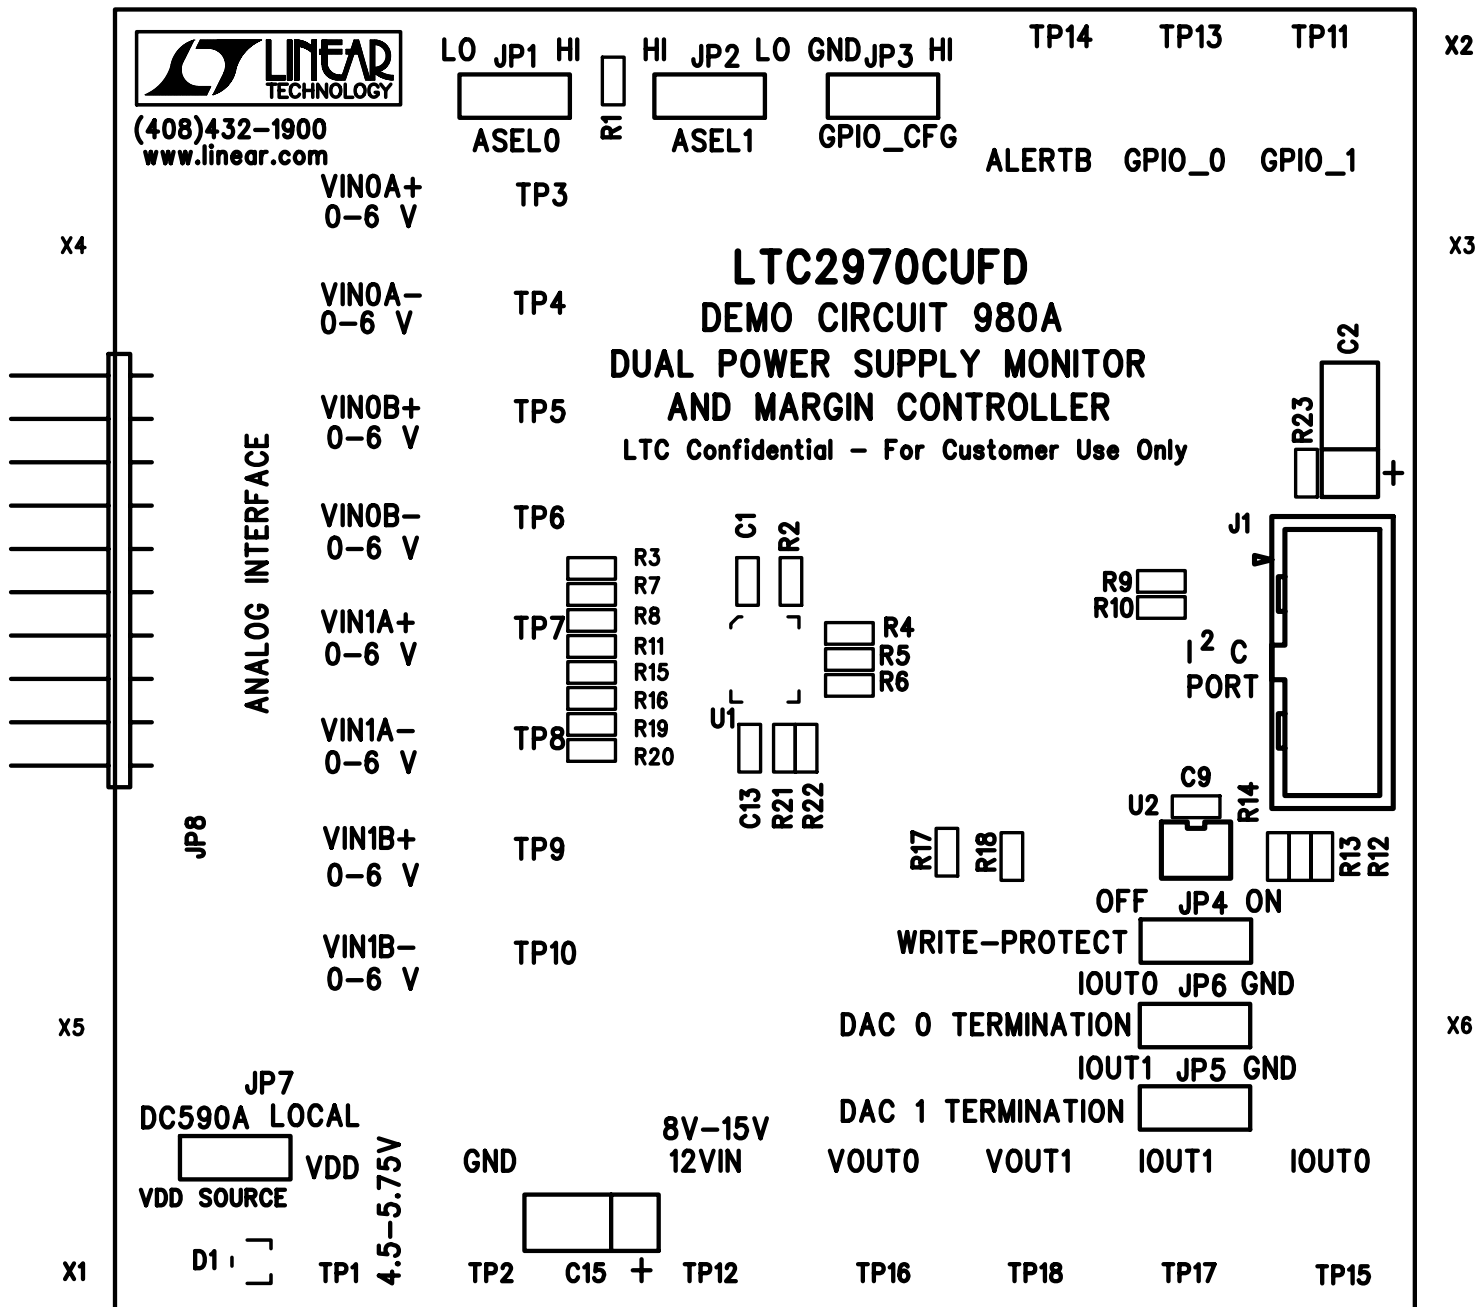 LINEAR
TECHNOLOGY
(408)432-1900
www.linear.com
LO JP1 HI
ASEL0
R1
HI JP2 LO
ASEL1
GND JP3 HI
GPIO_CFG
TP14
TP13
TP11
X2
ALERTB
GPIO_0
GPIO_1
VIN0A+
0-6 V
TP3
X4
X3
LTC2970CUFD
DEMO CIRCUIT 980A
DUAL POWER SUPPLY MONITOR
AND MARGIN CONTROLLER
LTC Confidential - For Customer Use Only
VIN0A-
0-6 V
TP4
VIN0B+
0-6 V
TP5
C2
R23
+
ANALOG INTERFACE
VIN0B-
0-6 V
TP6
C1
R2
J1
R3
R7
R8
R11
R15
R16
R19
R20
VIN1A+
0-6 V
TP7
R4
R5
R6
R9
R10
I2C
PORT
VIN1A-
0-6 V
TP8
U1
C13
R21
R22
C9
U2
R14
JP8
VIN1B+
0-6 V
TP9
R17
R18
R13
R12
OFF JP4 ON
WRITE-PROTECT
VIN1B-
0-6 V
TP10
IOUT0 JP6 GND
DAC 0 TERMINATION
X5
X6
IOUT1 JP5 GND
DAC 1 TERMINATION
JP7
DC590A LOCAL
VDD SOURCE
VDD
4.5-5.75V
GND
8V-15V
12VIN
VOUT0
VOUT1
IOUT1
IOUT0
D1
X1
TP1
TP2
C15 +
TP12
TP16
TP18
TP17
TP15